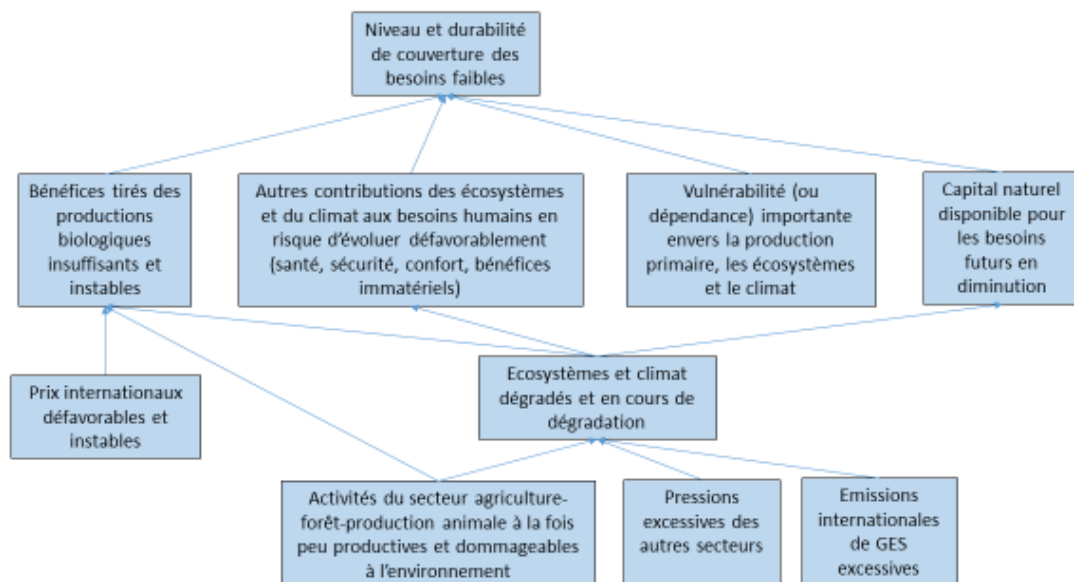 Niveau et durabilité
de couverture des
besoins faibles
Bénéfices tirés des
productions
biologiques
insuffisants et
instables
Autres contributions des écosystèmes
et du climat aux besoins humains en
risque d'évoluer défavorablement
(santé, sécurité, confort, bénéfices
immatériels)
Vulnérabilité (ou
dépendance) importante
envers la production
primaire, les écosystèmes
et le climat
Capital naturel
disponible pour
les besoins
futurs en
diminution
Prix internationaux
défavorables et
instables
Ecosystèmes et climat
dégradés et en cours de
dégradation
Activités du secteur agriculture-
forêt-production animale à la fois
peu productives et dommageables
à l'environnement
Pressions
excessives des
autres secteurs
Emissions
internationales
de GES
excessives